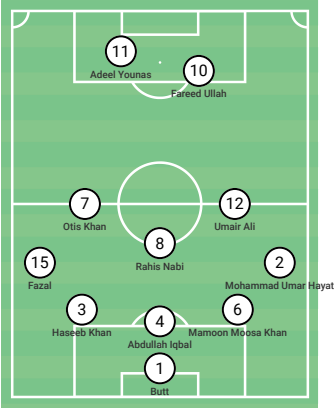 11
Adeel Younas
10
Fareed Ullah
7
Otis Khan
12
Umair Ali
8
Rahis Nabi
15
Fazal
2
Mohammad Umar Hayat
3
Haseeb Khan
4
Abdullah Iqbal
6
Mamoon Moosa Khan
1
Butt